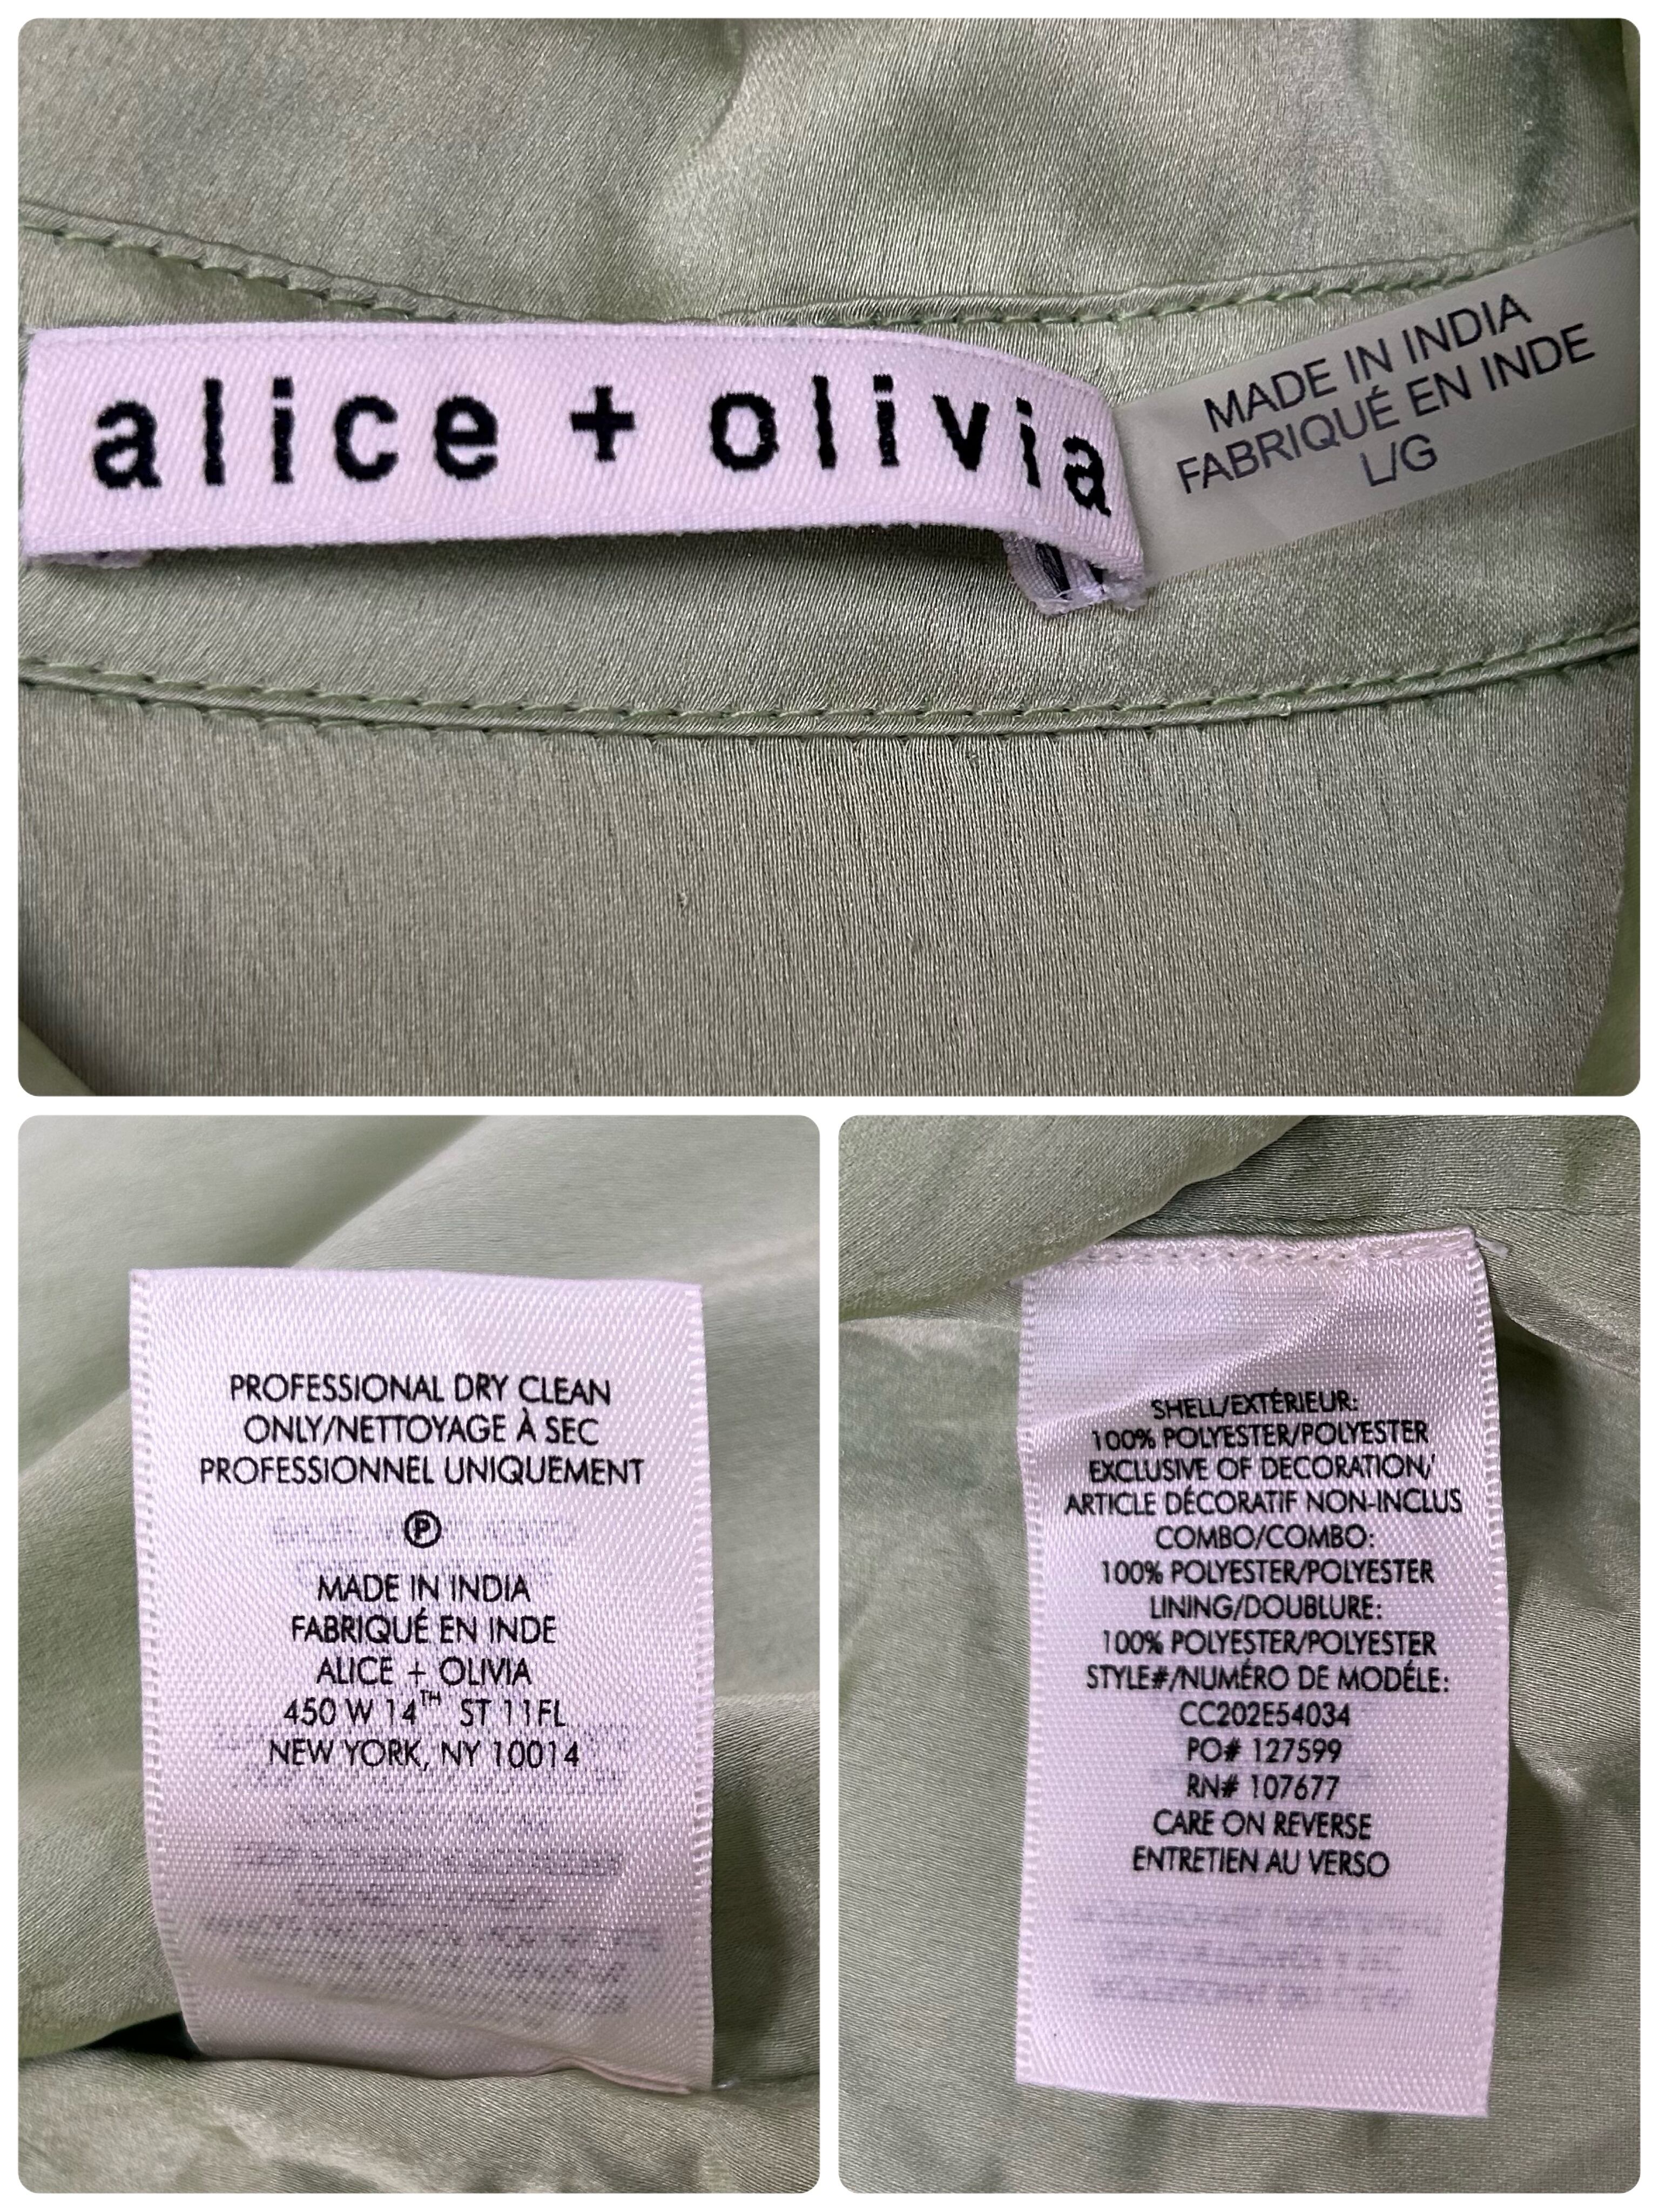 alice + olivia
MADE IN INDIA
FABRIQUÉ EN INDE
L/G
PROFESSIONAL DRY CLEAN
ONLY/NETTOYAGE À SEC
PROFESSIONNEL UNIQUEMENT
P
MADE IN INDIA
FABRIQUÉ EN INDE
ALICE + OLIVIA
450 W 14TH ST 11FL
NEW YORK, NY 10014
SHELL/EXTÉRIEUR:
100% POLYESTER/POLYESTER
EXCLUSIVE OF DECORATION/
ARTICLE DÉCORATIF NON-INCLUS
COMBO/COMBO:
100% POLYESTER/POLYESTER
LINING/DOUBLURE:
100% POLYESTER/POLYESTER
STYLE#/NUMÉRO DE MODÉLE:
CC202E54034
PO# 127599
RN# 107677
CARE ON REVERSE
ENTRETIEN AU VERSO